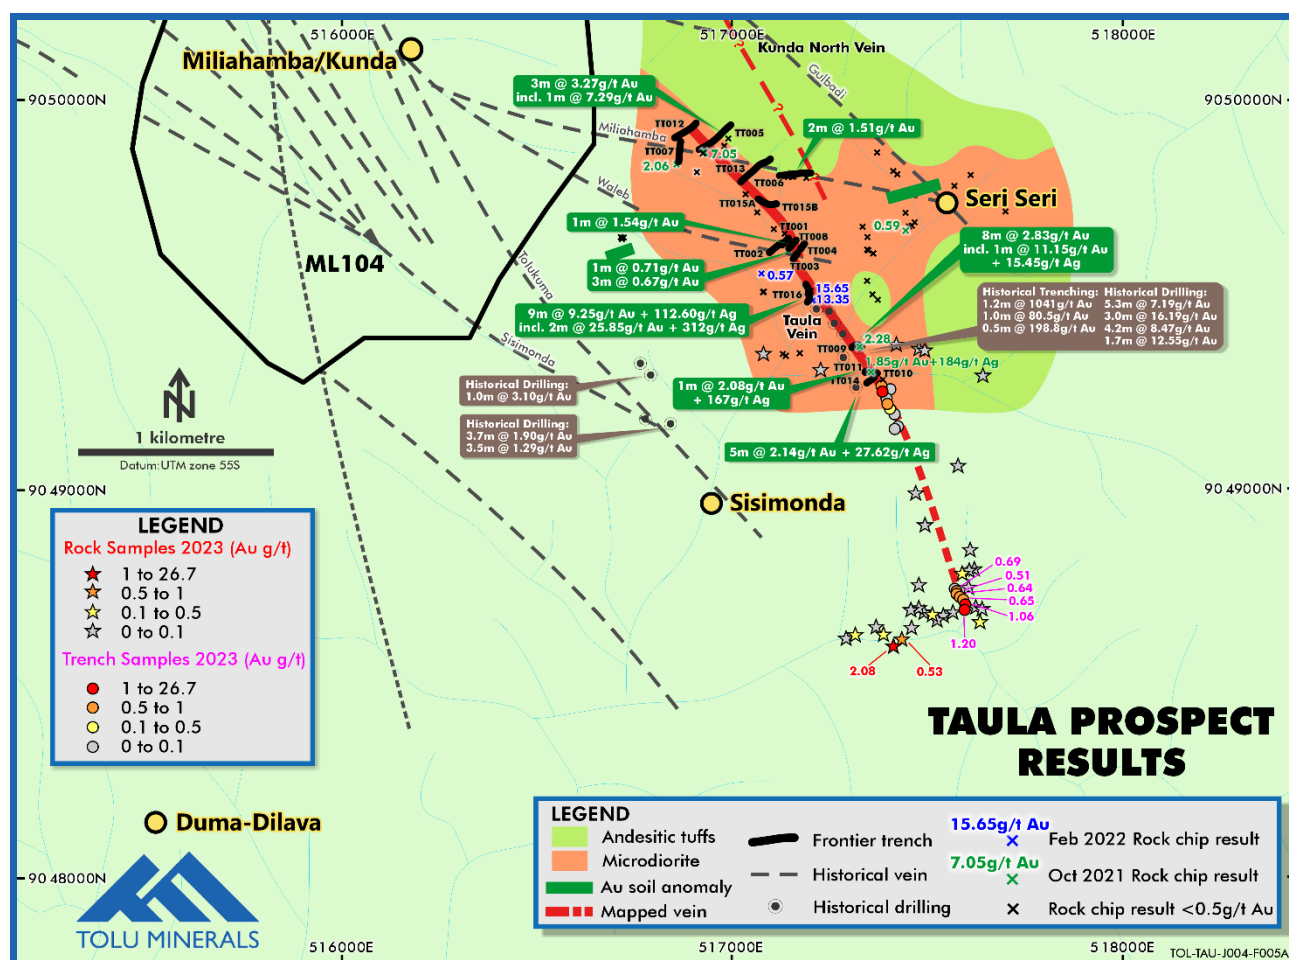 516000E
517000E
518000E
Kunda North Vein
Miliahamba/Kunda
Gulbadi
?
9050000N
9050000N
3m @ 3.27g/t Au
incl. 1m @ 7.29g/t Au
?
TT012
TT005
Miliahamba
2m @ 1.51g/t Au
TT007
7.05
2.06
TT013
TT006
?
Waleb
TT015A
TT015B
Seri Seri
1m @ 1.54g/t Au
TT001
TT008
0.59
8m @ 2.83g/t Au
incl. 1m @ 11.15g/t Au
+ 15.45g/t Ag
TT002
TT004
TT003
ML104
Tolukuma
1m @ 0.71g/t Au
3m @ 0.67g/t Au
0.57
TT016
15.65
13.35
Historical Trenching:
1.2m @ 1041g/t Au
1.0m @ 80.5g/t Au
0.5m @ 198.8g/t Au
Historical Drilling:
5.3m @ 7.19g/t Au
3.0m @ 16.19g/t Au
4.2m @ 8.47g/t Au
1.7m @ 12.55g/t Au
9m @ 9.25g/t Au + 112.60g/t Ag
incl. 2m @ 25.85g/t Au + 312g/t Ag
Taula
Vein
Sisimonda
TT009
2.28
1.85g/t Au+184g/t Ag
TT011
TT010
TT014
N
Historical Drilling:
1.0m @ 3.10g/t Au
1m @ 2.08g/t Au
+ 167g/t Ag
Historical Drilling:
3.7m @ 1.90g/t Au
3.5m @ 1.29g/t Au
5m @ 2.14g/t Au + 27.62g/t Ag
1 kilometre
Datum: UTM zone 55S
9049000N
9049000N
Sisimonda
LEGEND
Rock Samples 2023 (Au g/t)
1 to 26.7
0.5 to 1
0.1 to 0.5
0 to 0.1
Trench Samples 2023 (Au g/t)
1 to 26.7
0.5 to 1
0.1 to 0.5
0 to 0.1
0.69
0.51
0.64
0.65
1.06
1.20
2.08
0.53
TAULA PROSPECT
RESULTS
Duma-Dilava
9048000N
TOLU MINERALS
LEGEND
Andesitic tuffs
Microdiorite
Au soil anomaly
Mapped vein
Frontier trench
Historical vein
Historical drilling
15.65g/t Au
Feb 2022 Rock chip result
7.05g/t Au
Oct 2021 Rock chip result
Rock chip result <0.5g/t Au
516000E
517000E
518000E
TOL-TAU-J004-F005A